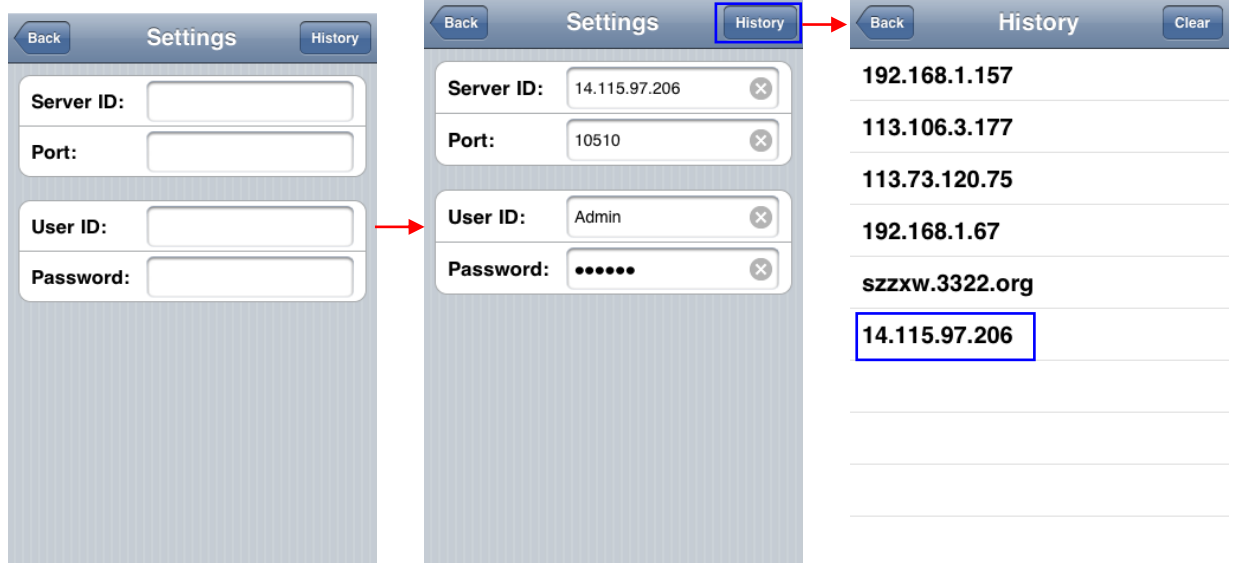 Back Settings History
Server ID:
Port:
User ID:
Password:
Back Settings History
Server ID: 14.115.97.206
Port: 10510
User ID: Admin
Password: ●●●●●●
Back History Clear
192.168.1.157
113.106.3.177
113.73.120.75
192.168.1.67
szzxw.3322.org
14.115.97.206